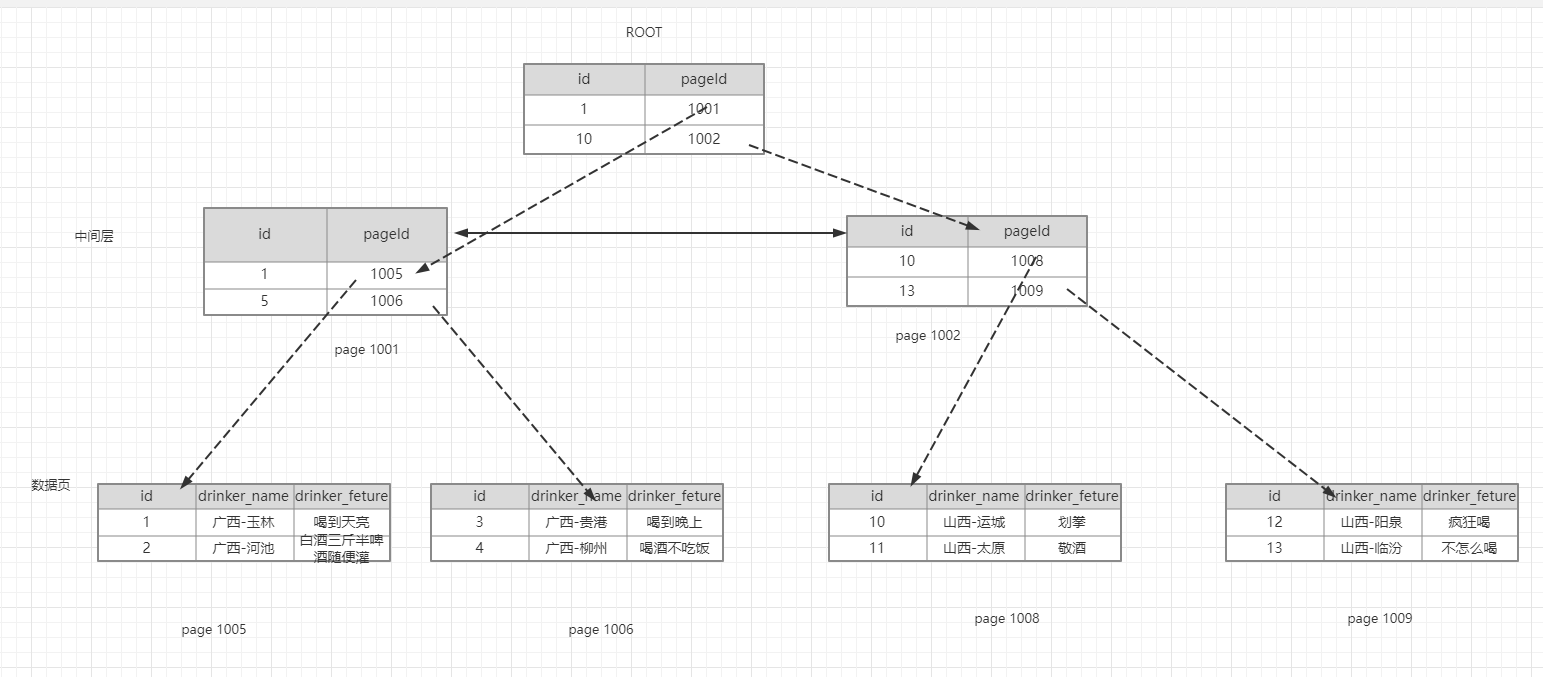 ROOT
id pageId
1 1001
10 1002
中间层
id pageId
1 1005
5 1006
page 1001
id pageId
10 1008
13 1009
page 1002
数据页
id drinker_name drinker_feture
1 广西-玉林 喝到天亮
2 广西-河池 白酒三斤半啤
酒随便灌
page 1005
id drinker_name drinker_feture
3 广西-贵港 喝到晚上
4 广西-柳州 喝酒不吃饭
page 1006
id drinker_name drinker_feture
10 山西-运城 划拳
11 山西-太原 敬酒
page 1008
id drinker_name drinker_feture
12 山西-阳泉 疯狂喝
13 山西-临汾 不怎么喝
page 1009